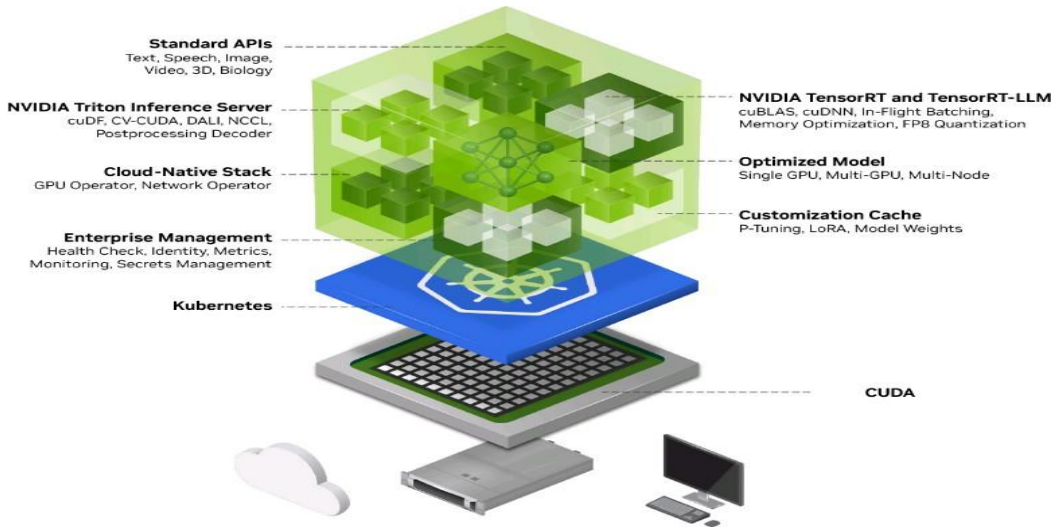 Standard APIs
Text, Speech, Image,
Video, 3D, Biology
NVIDIA Triton Inference Server
cuDF, CV-CUDA, DALI, NCCL,
Postprocessing Decoder
Cloud-Native Stack
GPU Operator, Network Operator
Enterprise Management
Health Check, Identity, Metrics,
Monitoring, Secrets Management
Kubernetes
NVIDIA TensorRT and TensorRT-LLM
cuBLAS, cuDNN, In-Flight Batching,
Memory Optimization, FP8 Quantization
Optimized Model
Single GPU, Multi-GPU, Multi-Node
Customization Cache
P-Tuning, LoRA, Model Weights
CUDA